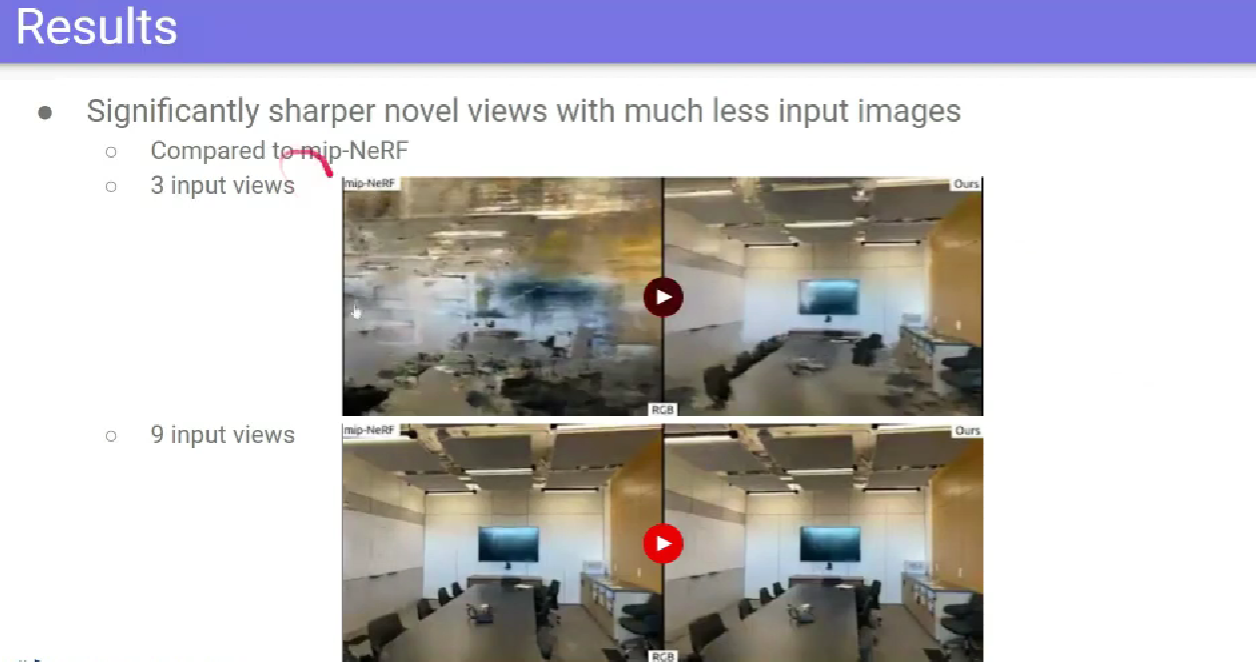 Results
● Significantly sharper novel views with much less input images
○ Compared to mip-NeRF
○ 3 input views
mip-NeRF
Ours
RGB
○ 9 input views
mip-NeRF
Ours
RGB